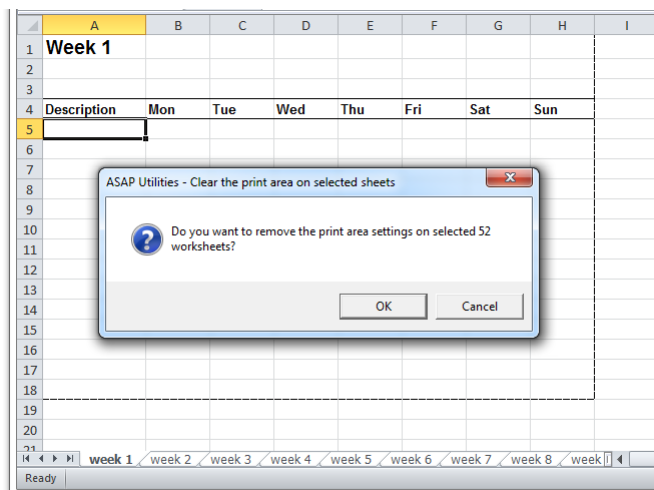 A B C D E F G H I
1 Week 1
2
3
4 Description Mon Tue Wed Thu Fri Sat Sun
5
6
7
ASAP Utilities - Clear the print area on selected sheets
8
9
10 Do you want to remove the print area settings on selected 52
11 worksheets?
12
13
14 OK Cancel
15
16
17
18
19
20
21
week 1 week 2 week 3 week 4 week 5 week 6 week 7 week 8 week
Ready